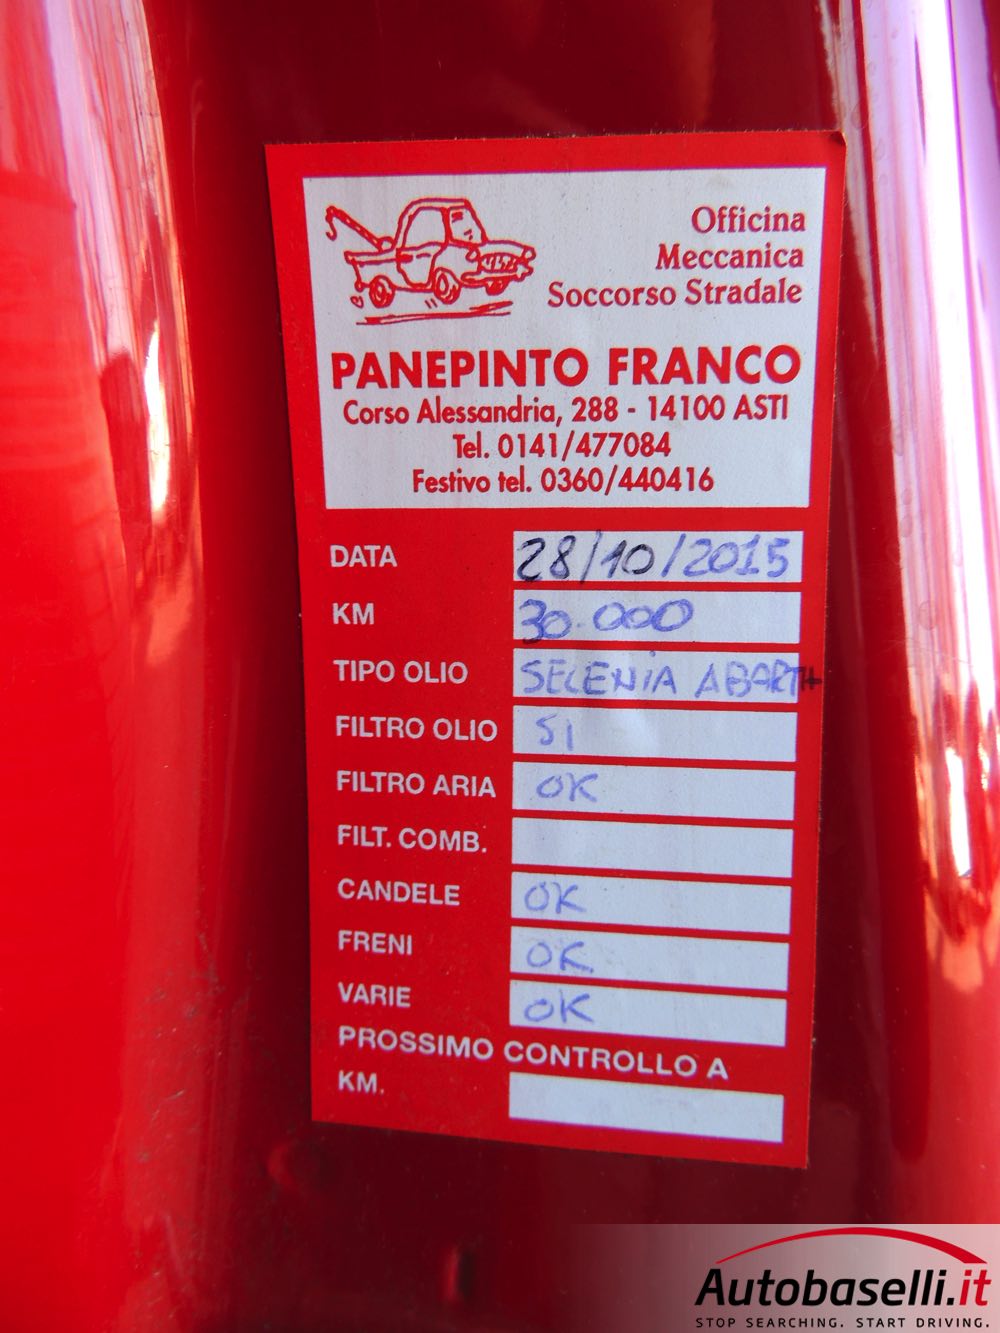 Officina
Meccanica
Soccorso Stradale
PANEPINTO FRANCO
Corso Alessandria, 288 - 14100 ASTI
Tel. 0141/477084
Festivo tel. 0360/440416
DATA 28/10/2015
KM 30.000
TIPO OLIO SELENIA ABARTH
FILTRO OLIO SI
FILTRO ARIA OK
FILT. COMB.
CANDELE OK
FRENI OK
VARIE OK
PROSSIMO CONTROLLO A
KM.
Autobaselli.it
STOP SEARCHING. START DRIVING.